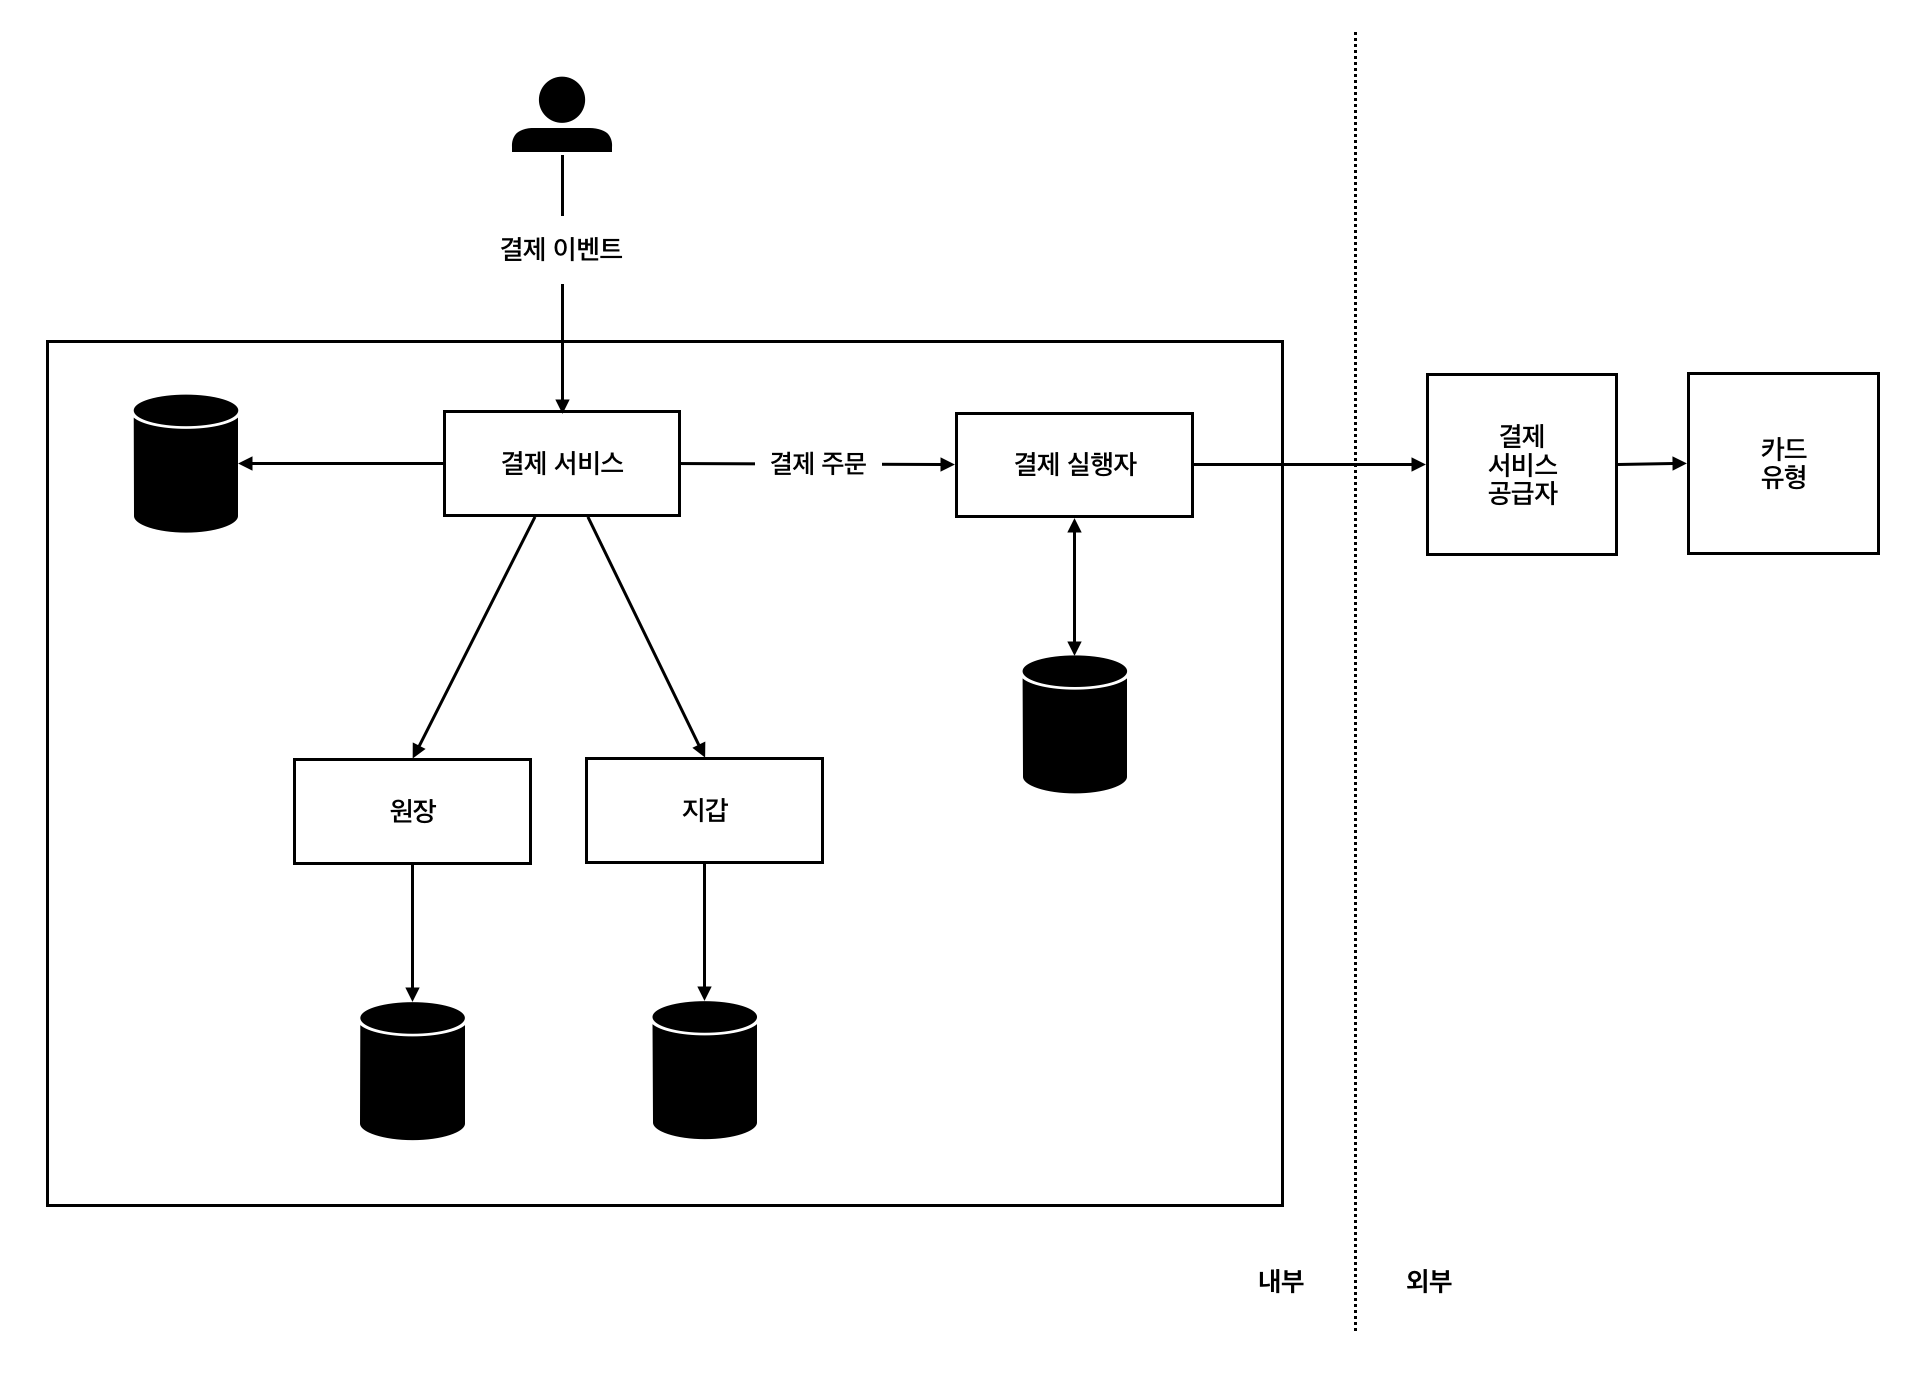 결제 이벤트
결제 서비스
결제 주문
결제 실행자
결제
서비스
공급자
카드
유형
원장
지갑
내부
외부